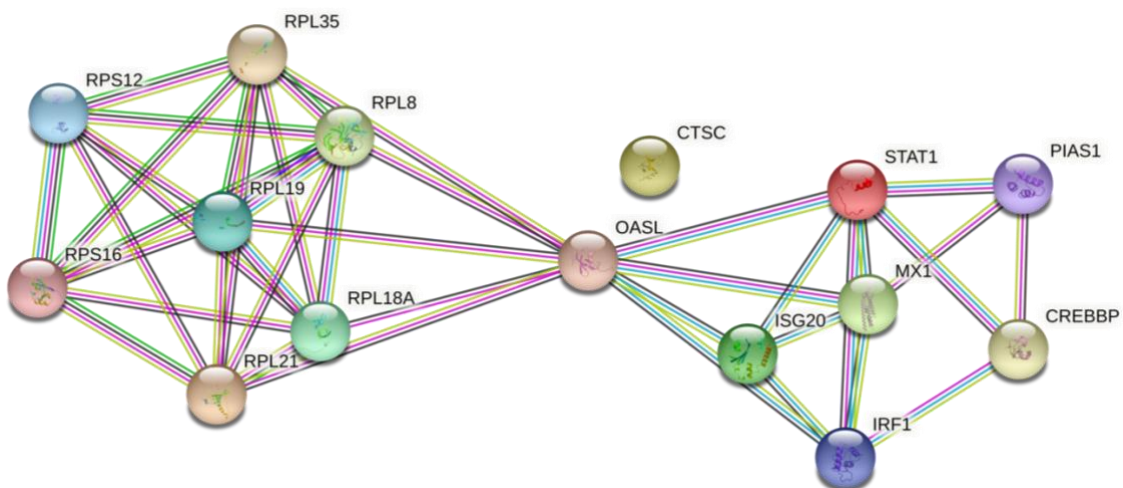 RPL35
RPS12
RPL8
CTSC
STAT1
PIAS1
RPL19
OASL
RPS16
MX1
RPL18A
ISG20
CREBBP
RPL21
IRF1